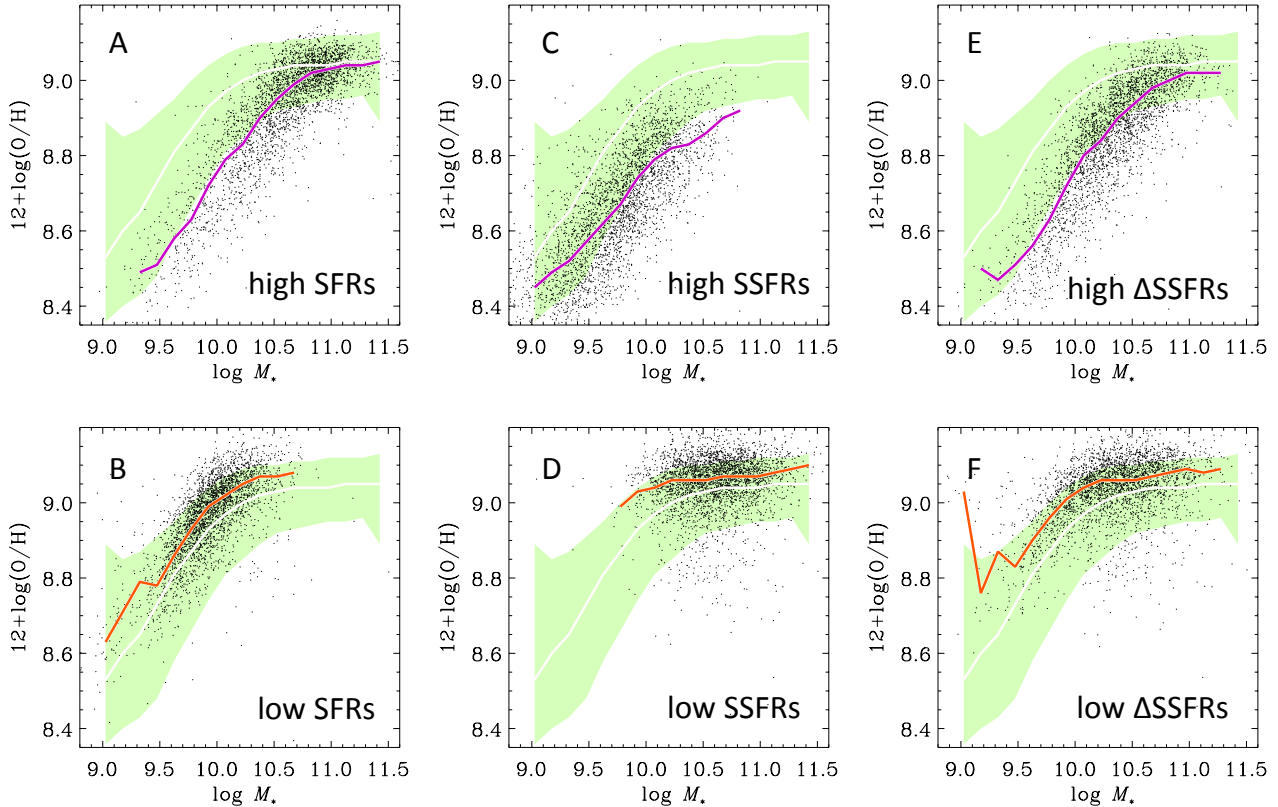 A
C
E
12+log(O/H)
9.0
8.8
8.6
8.4
high SFRs
9.0 9.5 10.0 10.5 11.0 11.5
log M*
12+log(O/H)
9.0
8.8
8.6
8.4
high SSFRs
9.0 9.5 10.0 10.5 11.0 11.5
log M*
12+log(O/H)
9.0
8.8
8.6
8.4
high ΔSSFRs
9.0 9.5 10.0 10.5 11.0 11.5
log M*
B
D
F
12+log(O/H)
9.0
8.8
8.6
8.4
low SFRs
9.0 9.5 10.0 10.5 11.0 11.5
log M*
12+log(O/H)
9.0
8.8
8.6
8.4
low SSFRs
9.0 9.5 10.0 10.5 11.0 11.5
log M*
12+log(O/H)
9.0
8.8
8.6
8.4
low ΔSSFRs
9.0 9.5 10.0 10.5 11.0 11.5
log M*